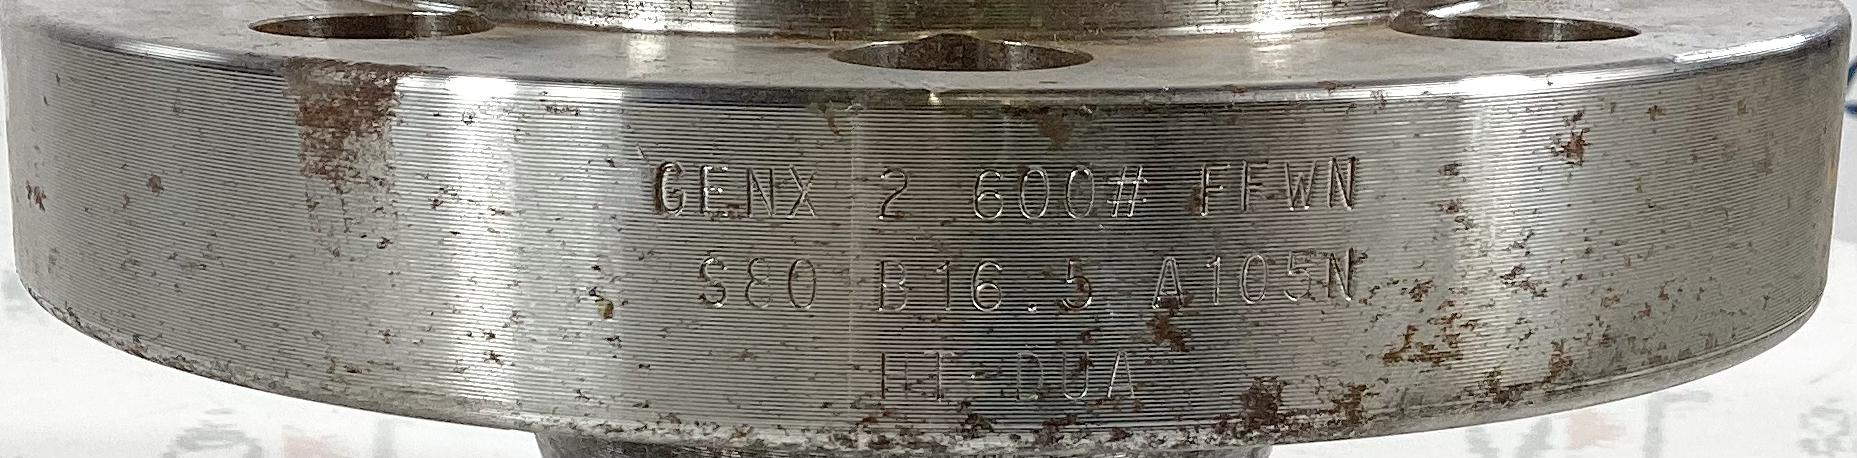 GENX 2 600# FFWN
S80 B16.5 A105N
HT-DUA